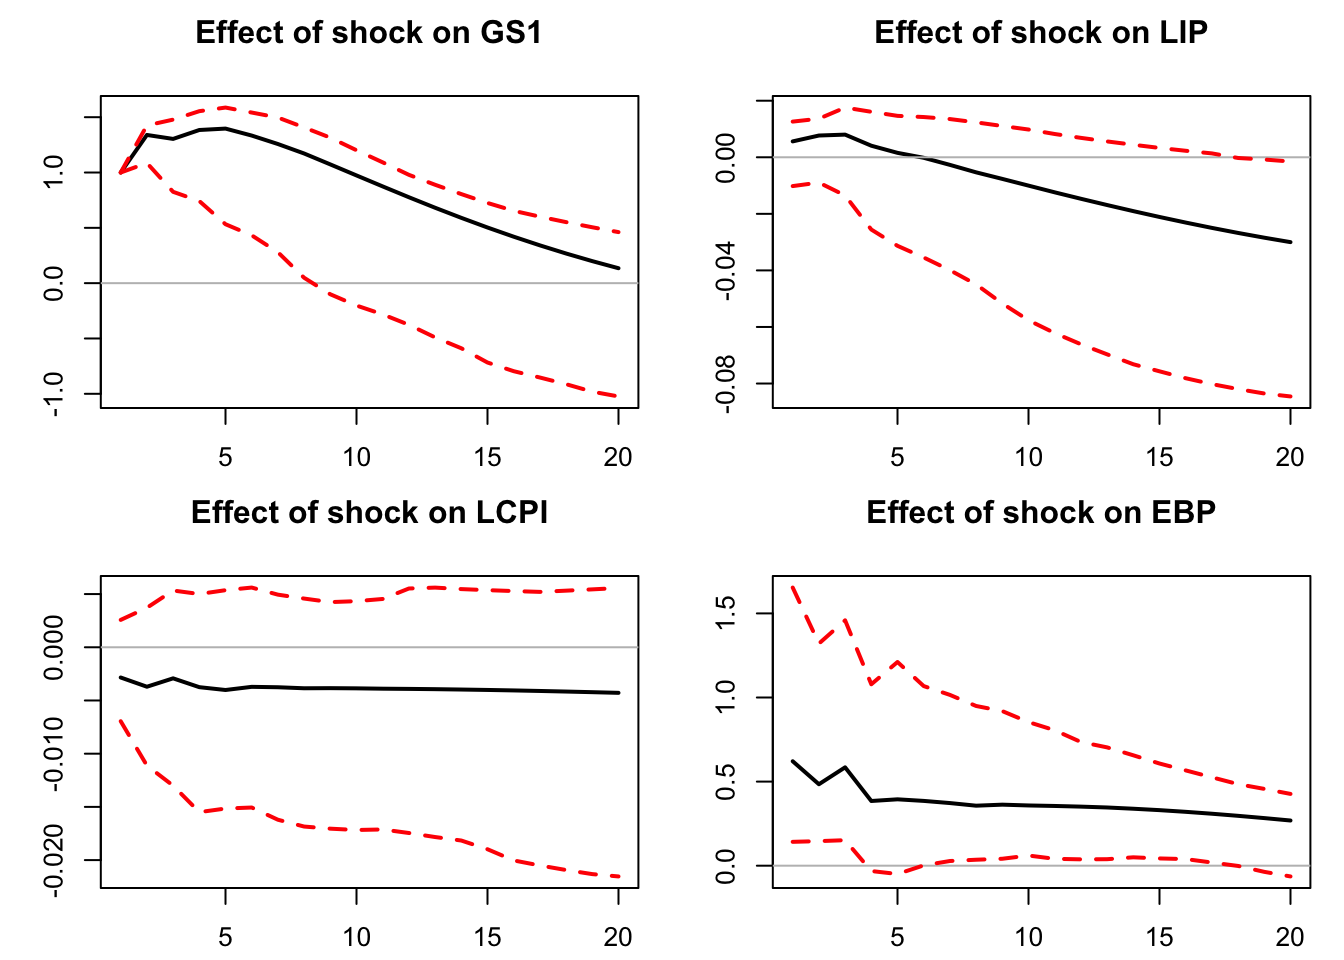 Effect of shock on GS1
1.0
0.0
-1.0
5 10 15 20
Effect of shock on LIP
0.00
-0.04
-0.08
5 10 15 20
Effect of shock on LCPI
0.000
-0.010
-0.020
5 10 15 20
Effect of shock on EBP
1.5
1.0
0.5
0.0
5 10 15 20